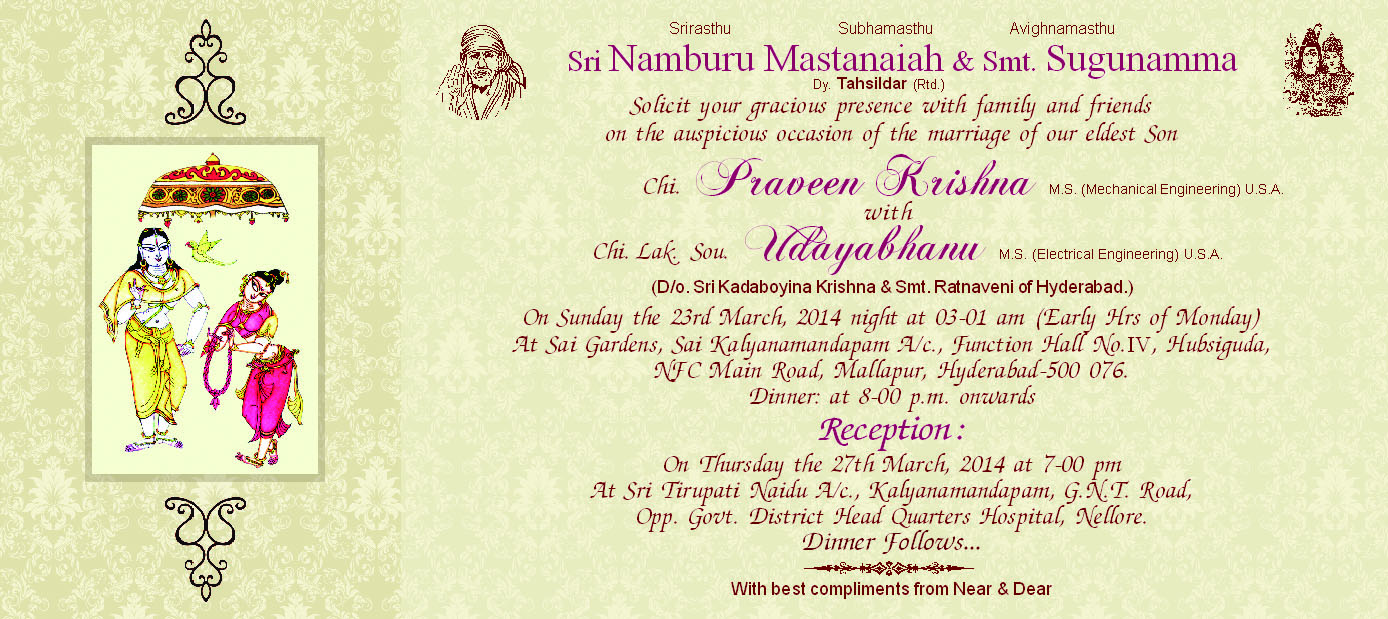 Srirasthu Subhamasthu Avighnamasthu
Sri Namburu Mastanaiah & Smt. Sugunamma
Dy. Tahsildar (Rtd.)
Solicit your gracious presence with family and friends
on the auspicious occasion of the marriage of our eldest Son
Chi. Praveen Krishna M.S. (Mechanical Engineering) U.S.A.
with
Chi. Lak. Sou. Udayabhanu M.S. (Electrical Engineering) U.S.A.
(D/o. Sri Kadaboyina Krishna & Smt. Ratnaveni of Hyderabad.)
On Sunday the 23rd March, 2014 night at 03-01 am (Early Hrs of Monday)
At Sai Gardens, Sai Kalyanamandapam A/c., Function Hall No.IV, Hubsiguda,
NFC Main Road, Mallapur, Hyderabad-500 076.
Dinner: at 8-00 p.m. onwards
Reception :
On Thursday the 27th March, 2014 at 7-00 pm
At Sri Tirupati Naidu A/c., Kalyanamandapam, G.N.T. Road,
Opp. Govt. District Head Quarters Hospital, Nellore.
Dinner Follows...
With best compliments from Near & Dear